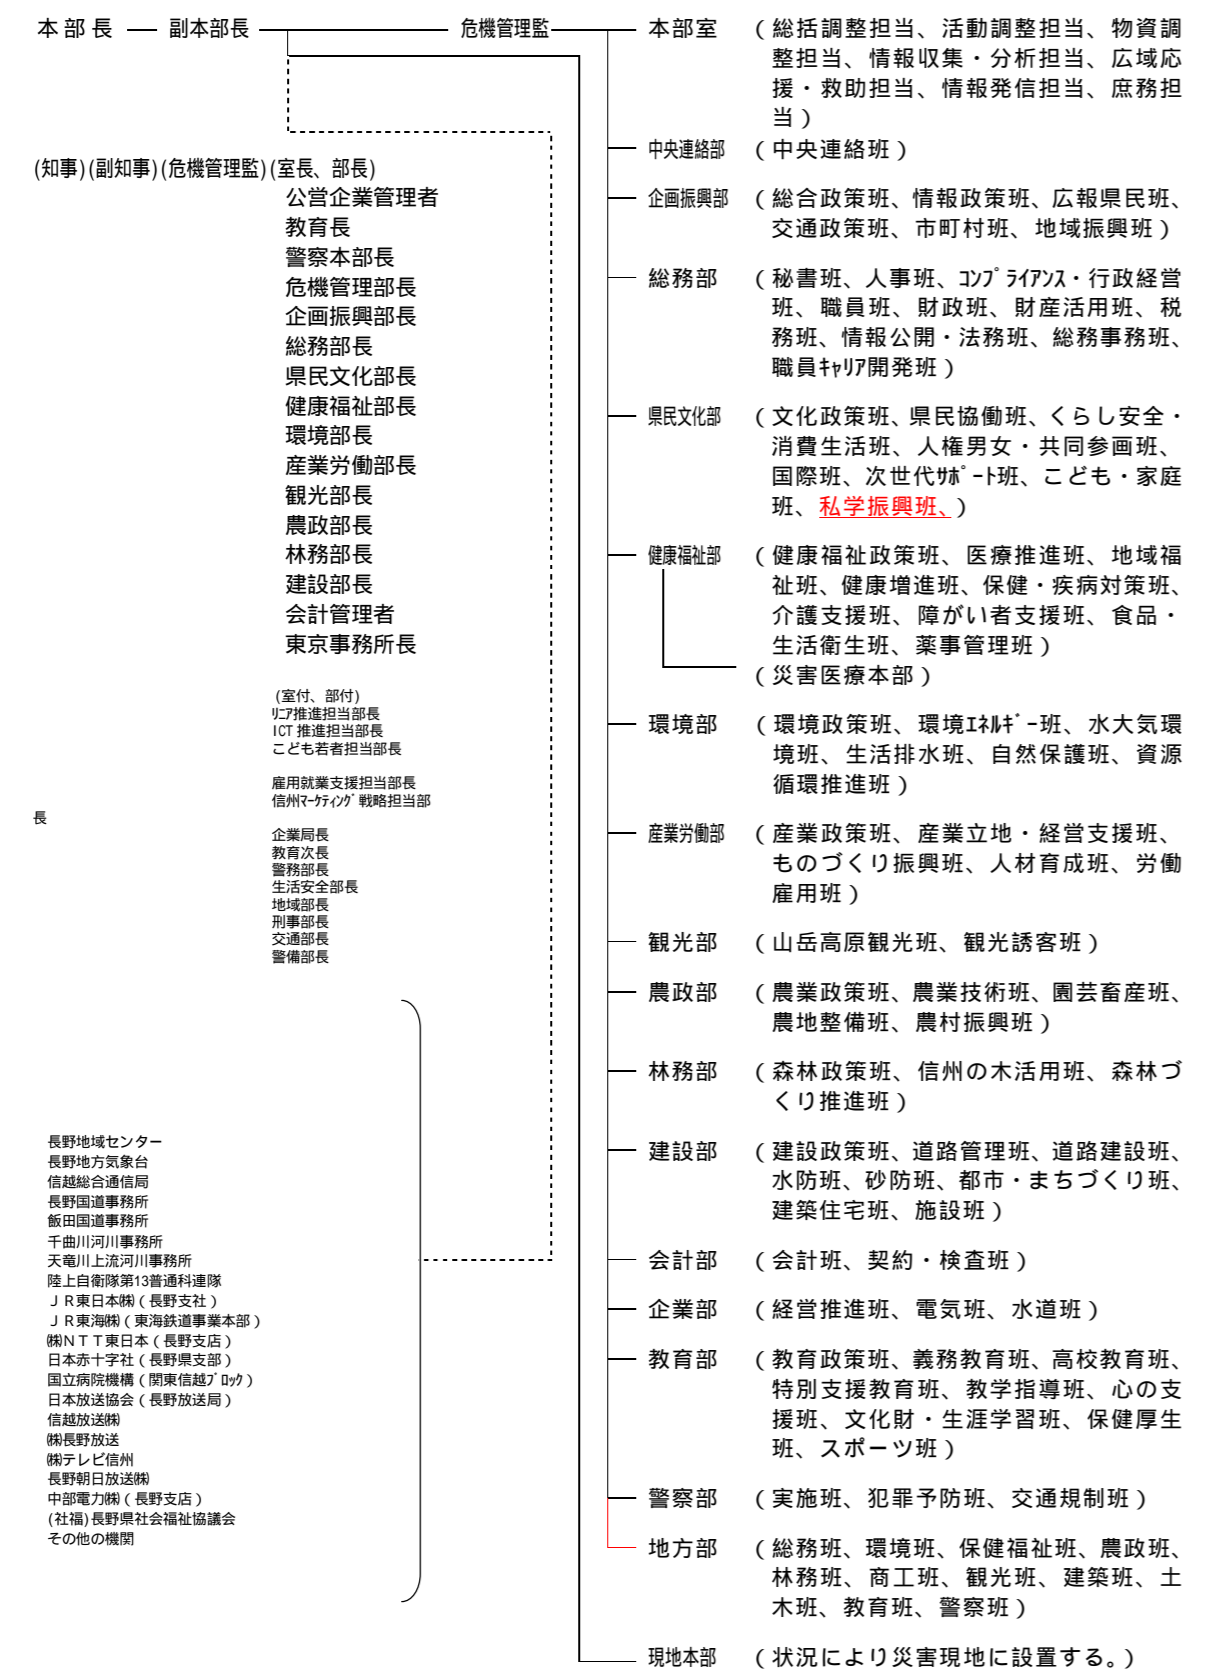 本部長 副本部長 危機管理監 本部室 (総括調整担当、活動調整担当、物資調
整担当、情報収集・分析担当、広域応
援・救助担当、情報発信担当、庶務担
当)
中央連絡部 (中央連絡班)
(知事)(副知事)(危機管理監)(室長、部長)
公営企業管理者
教育長
警察本部長
危機管理部長
企画振興部長
総務部長
県民文化部長
健康福祉部長
環境部長
産業労働部長
観光部長
農政部長
林務部長
建設部長
会計管理者
東京事務所長
(室付、部付)
リニア推進担当部長
ICT 推進担当部長
こども若者担当部長
雇用就業支援担当部長
信州マーケティング戦略担当部
長
企業局長
教育次長
警務部長
生活安全部長
地域部長
刑事部長
交通部長
警備部長
長野地域センター
長野地方気象台
信越総合通信局
長野国道事務所
飯田国道事務所
千曲川河川事務所
天竜川上流河川事務所
陸上自衛隊第13普通科連隊
JR東日本㈱(長野支社)
JR東海㈱(東海鉄道事業本部)
㈱NTT東日本(長野支店)
日本赤十字社(長野県支部)
国立病院機構(関東信越ブロック)
日本放送協会(長野放送局)
信越放送㈱
㈱長野放送
㈱テレビ信州
長野朝日放送㈱
中部電力㈱(長野支店)
(社福)長野県社会福祉協議会
その他の機関
企画振興部 (総合政策班、情報政策班、広報県民班、
交通政策班、市町村班、地域振興班)
総務部 (秘書班、人事班、コンプライアンス・行政経営
班、職員班、財政班、財産活用班、税
務班、情報公開・法務班、総務事務班、
職員キャリア開発班)
県民文化部 (文化政策班、県民協働班、くらし安全・
消費生活班、人権男女・共同参画班、
国際班、次世代サポート班、こども・家庭
班、私学振興班、)
健康福祉部 (健康福祉政策班、医療推進班、地域福
祉班、健康増進班、保健・疾病対策班、
介護支援班、障がい者支援班、食品・
生活衛生班、薬事管理班)
(災害医療本部)
環境部 (環境政策班、環境エネルギー班、水大気環
境班、生活排水班、自然保護班、資源
循環推進班)
産業労働部 (産業政策班、産業立地・経営支援班、
ものづくり振興班、人材育成班、労働
雇用班)
観光部 (山岳高原観光班、観光誘客班)
農政部 (農業政策班、農業技術班、園芸畜産班、
農地整備班、農村振興班)
林務部 (森林政策班、信州の木活用班、森林づ
くり推進班)
建設部 (建設政策班、道路管理班、道路建設班、
水防班、砂防班、都市・まちづくり班、
建築住宅班、施設班)
会計部 (会計班、契約・検査班)
企業部 (経営推進班、電気班、水道班)
教育部 (教育政策班、義務教育班、高校教育班、
特別支援教育班、教学指導班、心の支
援班、文化財・生涯学習班、保健厚生
班、スポーツ班)
警察部 (実施班、犯罪予防班、交通規制班)
地方部 (総務班、環境班、保健福祉班、農政班、
林務班、商工班、観光班、建築班、土
木班、教育班、警察班)
現地本部 (状況により災害現地に設置する。)